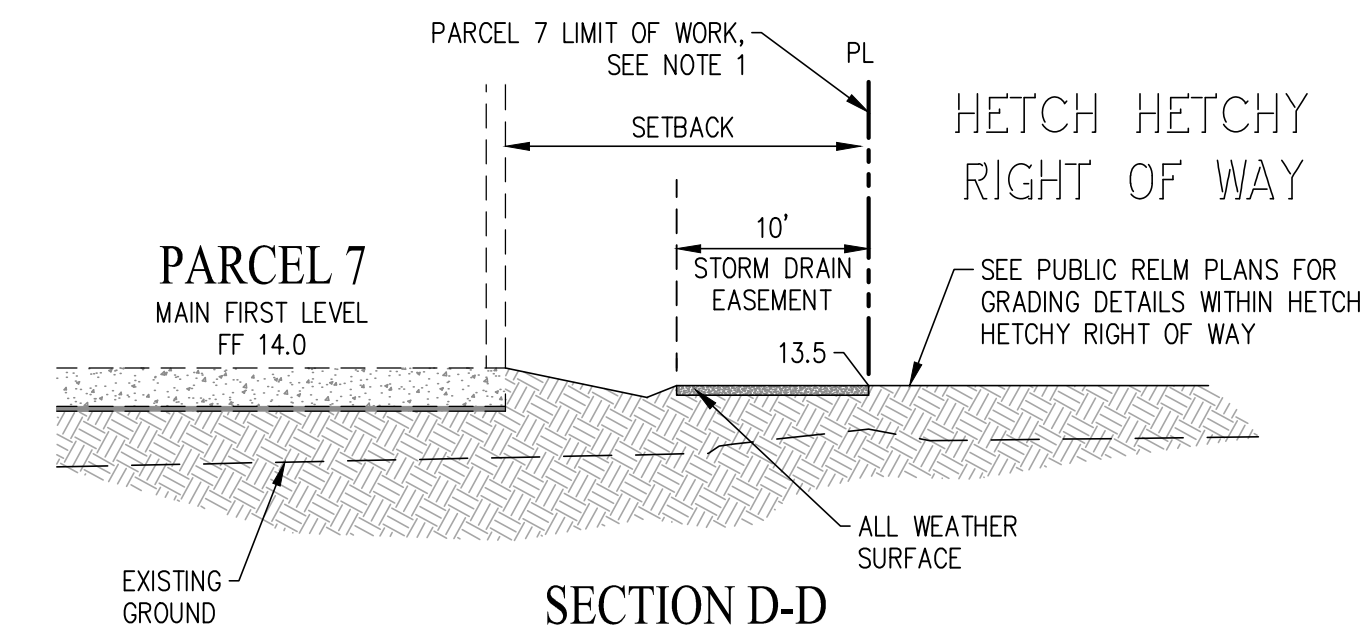 PARCEL 7 LIMIT OF WORK,
SEE NOTE 1
PL
SETBACK
HETCH HETCHY
RIGHT OF WAY
10'
STORM DRAIN
EASEMENT
PARCEL 7
MAIN FIRST LEVEL
FF 14.0
13.5
SEE PUBLIC RELM PLANS FOR
GRADING DETAILS WITHIN HETCH
HETCHY RIGHT OF WAY
ALL WEATHER
SURFACE
EXISTING
GROUND
SECTION D-D